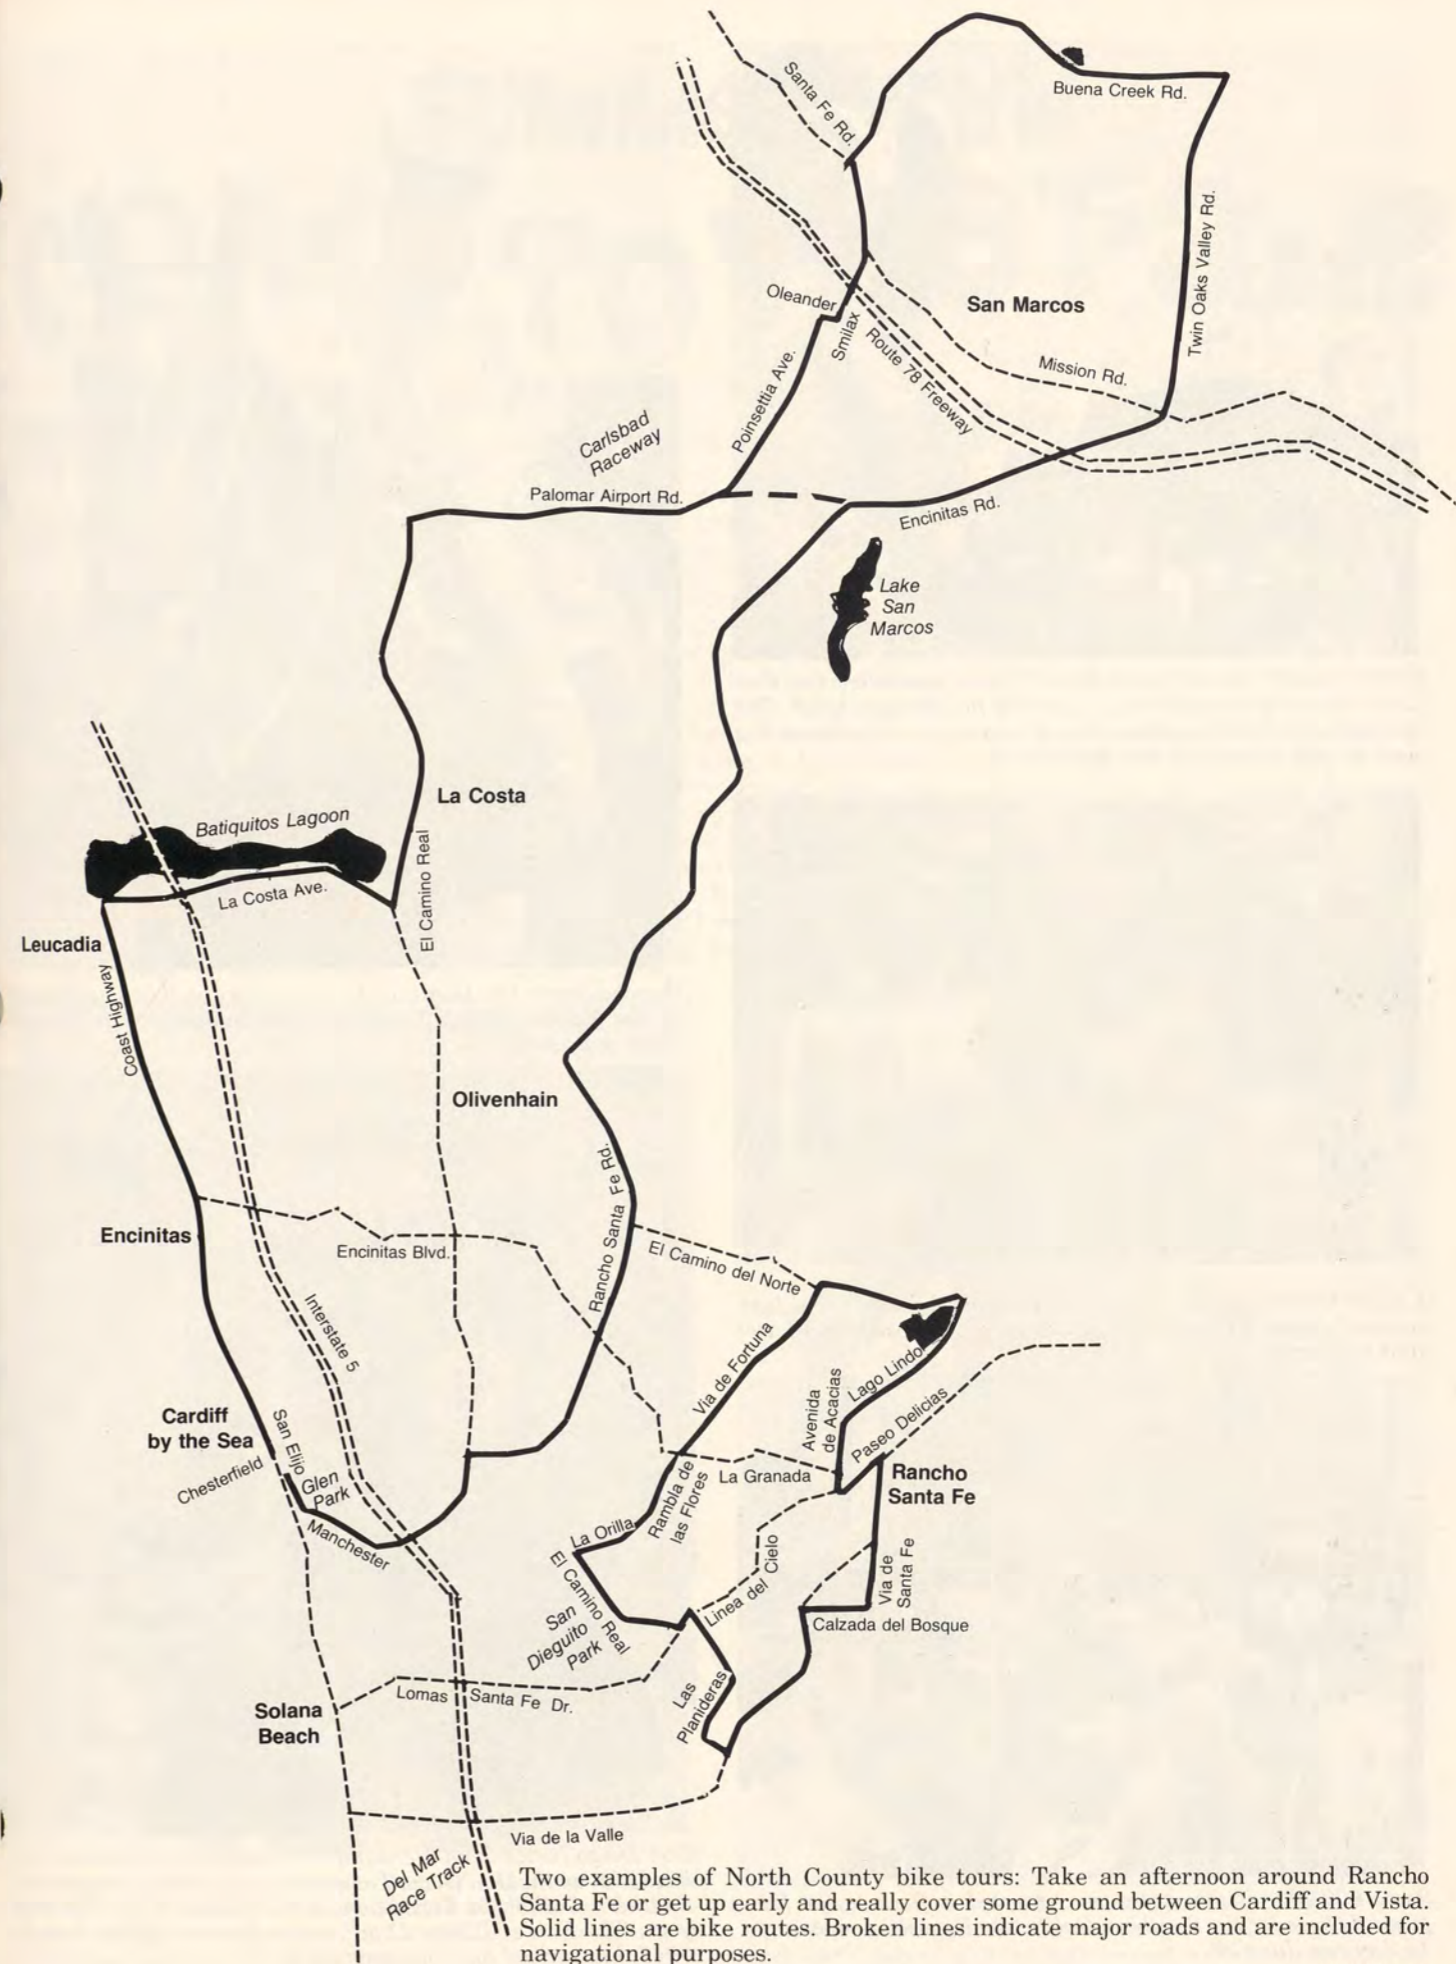 Santa Fe Rd.
Buena Creek Rd.
Twin Oaks Valley Rd.
Oleander
San Marcos
Smilax
Route 78 Freeway
Mission Rd.
Poinsettia Ave.
Carlsbad
Raceway
Palomar Airport Rd.
Encinitas Rd.
Lake
San
Marcos
La Costa
Batiquitos Lagoon
El Camino Real
La Costa Ave.
Leucadia
Coast Highway
Olivenhain
Rancho Santa Fe Rd.
Encinitas
Encinitas Blvd.
El Camino del Norte
Interstate 5
Via de Fortuna
Lago Lindo
Avenida
de Acacias
Paseo Delicias
Cardiff
by the Sea
San Elijo
Chesterfield
Glen
Park
Manchester
La Granada
Rancho
Santa Fe
Rambla de
las Flores
La Orilla
El Camino Real
San
Dieguito
Park
Linea del Cielo
Via de
Santa Fe
Calzada del Bosque
Las
Planideras
Lomas Santa Fe Dr.
Solana
Beach
Via de la Valle
Del Mar
Race Track
Two examples of North County bike tours: Take an afternoon around Rancho
Santa Fe or get up early and really cover some ground between Cardiff and Vista.
Solid lines are bike routes. Broken lines indicate major roads and are included for
navigational purposes.